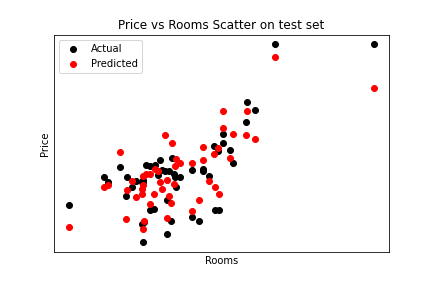 Price vs Rooms Scatter on test set
Actual
Predicted
Price
Rooms